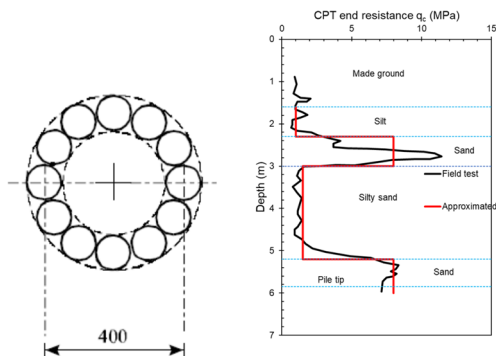 400
CPT end resistance qc (MPa)
0 5 10 15
0
1
2
3
4
5
6
7
Depth (m)
Made ground
Silt
Sand
Field test
Silty sand
Approximated
Pile tip
Sand